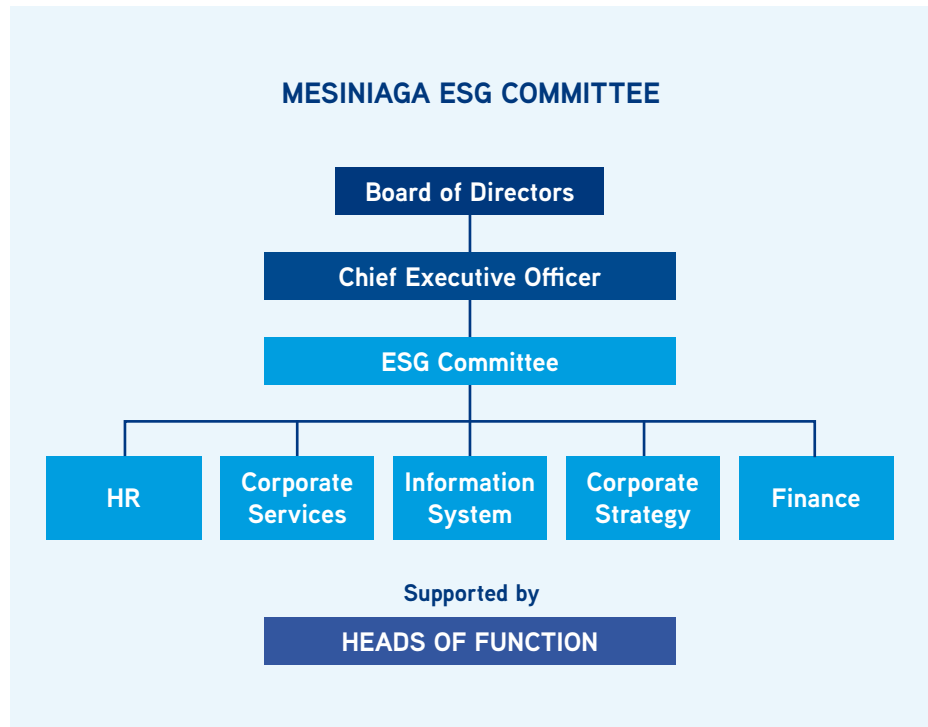 MESINIAGA ESG COMMITTEE
Board of Directors
Chief Executive Officer
ESG Committee
HR
Corporate
Services
Information
System
Corporate
Strategy
Finance
Supported by
HEADS OF FUNCTION